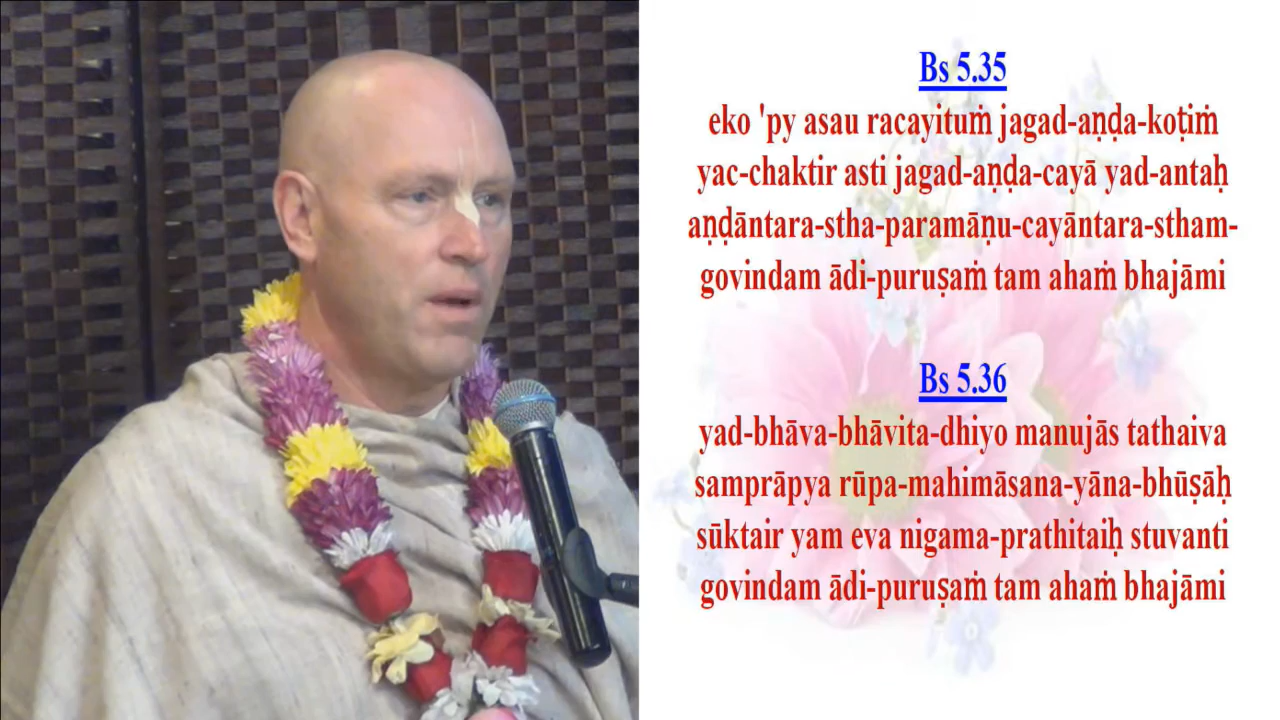 Bs 5.35
eko 'py asau racayituṁ jagad-aṇḍa-koṭiṁ
yac-chaktir asti jagad-aṇḍa-cayā yad-antaḥ
aṇḍāntara-stha-paramāṇu-cayāntara-stham-
govindam ādi-puruṣaṁ tam ahaṁ bhajāmi
Bs 5.36
yad-bhāva-bhāvita-dhiyo manujās tathaiva
samprāpya rūpa-mahimāsana-yāna-bhūṣāḥ
sūktair yam eva nigama-prathitaiḥ stuvanti
govindam ādi-puruṣaṁ tam ahaṁ bhajāmi